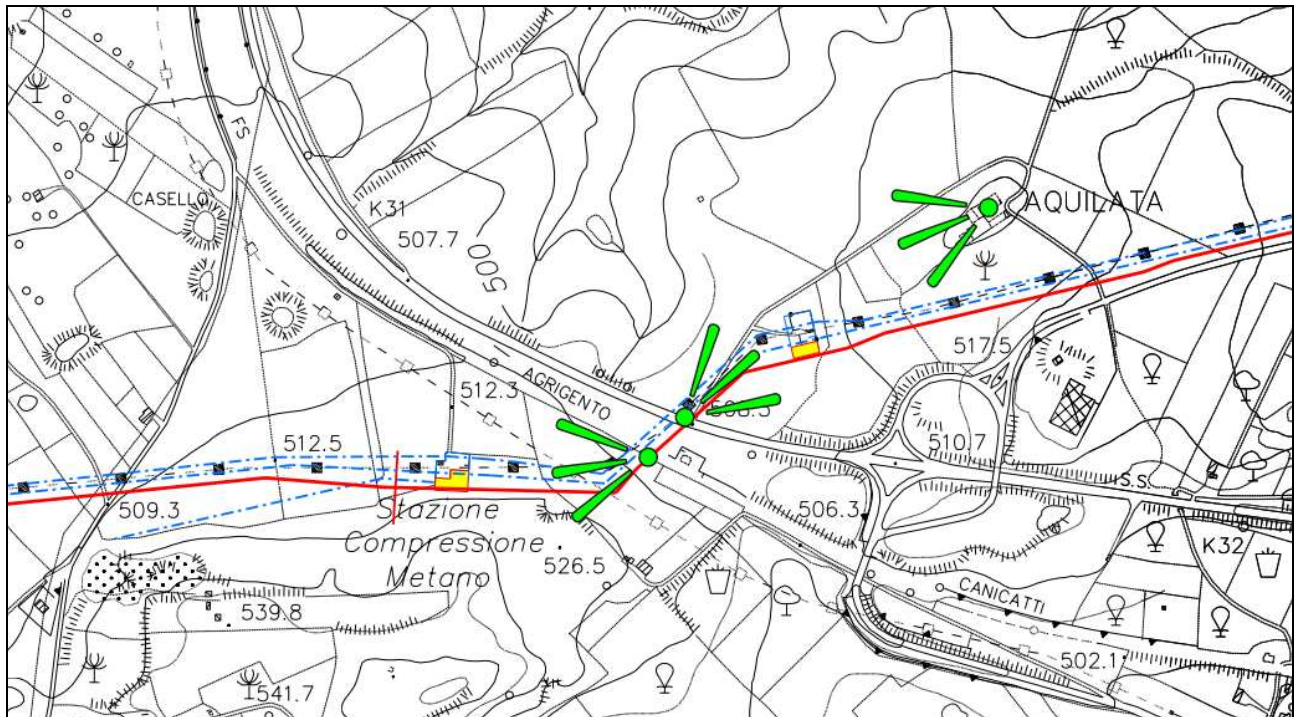 FS
CASELLO
K31
507.7
500
AQUILATA
517.5
512.3
AGRIGENTO
508.3
512.5
510.7
S.S.
509.3
Stazione
Compressione
Metano
506.3
526.5
K32
539.8
CANICATTI
502.1
541.7